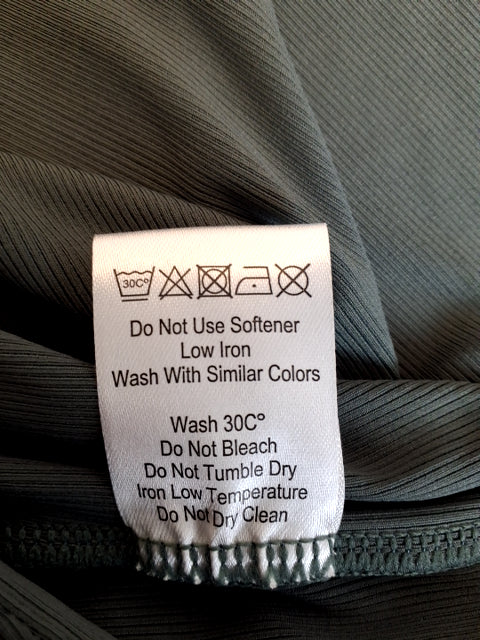 30C°
Do Not Use Softener
Low Iron
Wash With Similar Colors
Wash 30C°
Do Not Bleach
Do Not Tumble Dry
Iron Low Temperature
Do Not Dry Clean